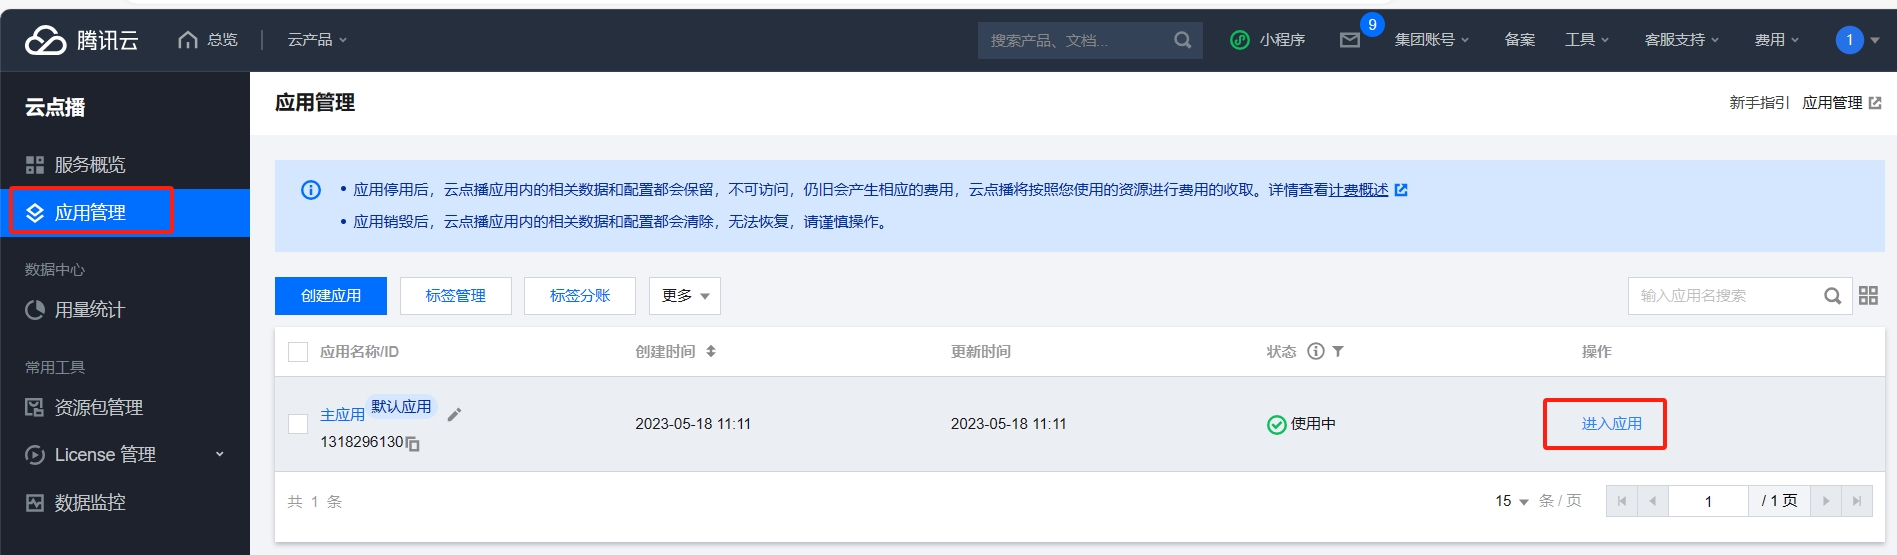 腾讯云
总览
云产品
搜索产品、文档...
小程序
9
集团账号
备案
工具
客服支持
费用
1
云点播
服务概览
应用管理
数据中心
用量统计
常用工具
资源包管理
License 管理
数据监控
应用管理
新手指引
应用管理
• 应用停用后，云点播应用内的相关数据和配置都会保留，不可访问，仍旧会产生相应的费用，云点播将按照您使用的资源进行费用的收取。详情查看计费概述
• 应用销毁后，云点播应用内的相关数据和配置都会清除，无法恢复，请谨慎操作。
创建应用
标签管理
标签分账
更多
输入应用名搜索
应用名称/ID
创建时间
更新时间
状态
操作
主应用
默认应用
1318296130
2023-05-18 11:11
2023-05-18 11:11
使用中
进入应用
共 1 条
15
条 / 页
1
/ 1 页